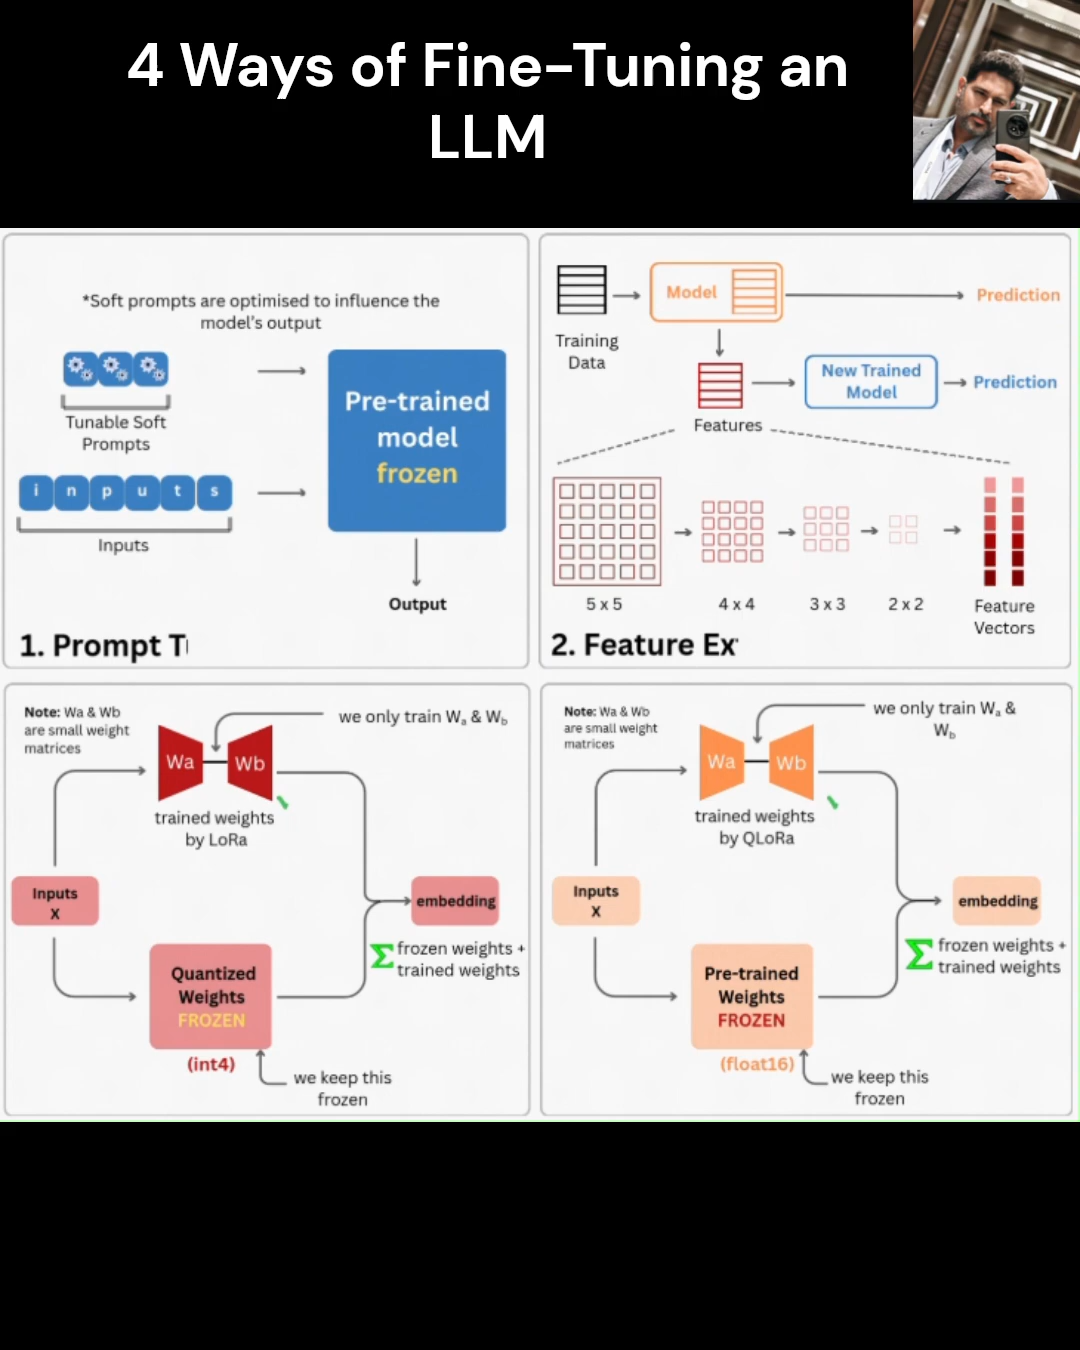 4 Ways of Fine-Tuning an
LLM
*Soft prompts are optimised to influence the
model's output
Tunable Soft
Prompts
i n p u t s
Inputs
Pre-trained
model
frozen
Output
1. Prompt T
Training
Data
Model
Prediction
New Trained
Model
Prediction
Features
5 x 5
4 x 4
3 x 3
2 x 2
Feature
Vectors
2. Feature Ex
Note: Wa & Wb
are small weight
matrices
we only train Wₐ & W_b
Wa
Wb
trained weights
by LoRa
Inputs
X
embedding
Σ frozen weights +
trained weights
Quantized
Weights
FROZEN
(int4)
we keep this
frozen
Note: Wa & Wb
are small weight
matrices
we only train Wₐ &
W_b
Wa
Wb
trained weights
by QLoRa
Inputs
X
embedding
Σ frozen weights +
trained weights
Pre-trained
Weights
FROZEN
(float16)
we keep this
frozen